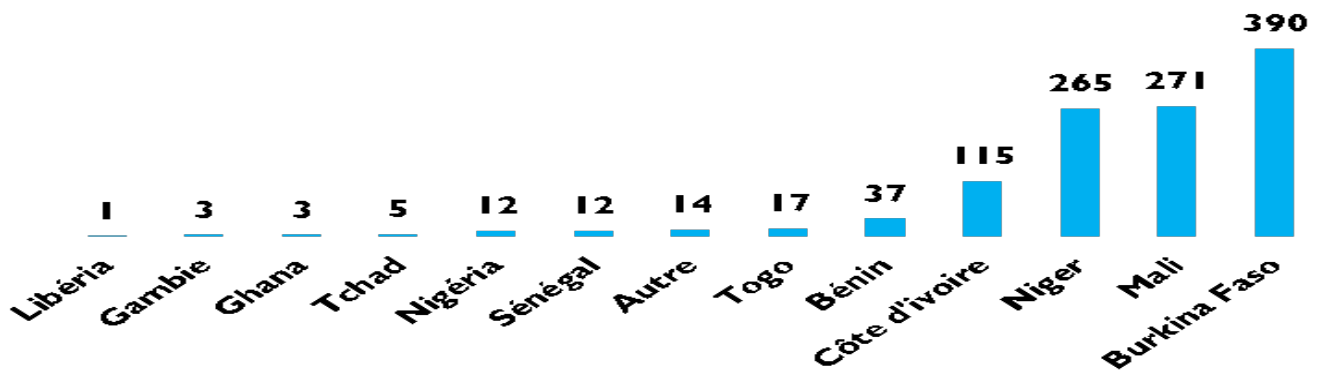 390
265 271
115
1 3 3 5 12 12 14 17 37
Libéria
Gambie
Ghana
Tchad
Nigéria
Sénégal
Autre
Togo
Bénin
Côte d'ivoire
Niger
Mali
Burkina Faso